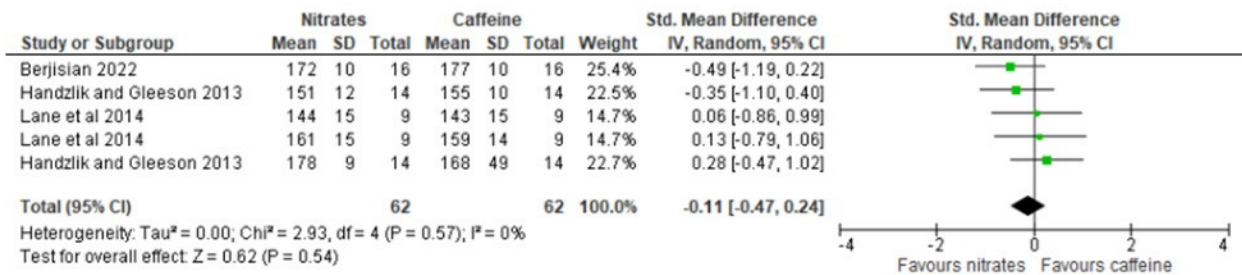 Nitrates Caffeine Std. Mean Difference Std. Mean Difference
Study or Subgroup Mean SD Total Mean SD Total Weight IV, Random, 95% CI IV, Random, 95% CI
Berjisian 2022 172 10 16 177 10 16 25.4% -0.49 [-1.19, 0.22]
Handzlik and Gleeson 2013 151 12 14 155 10 14 22.5% -0.35 [-1.10, 0.40]
Lane et al 2014 144 15 9 143 15 9 14.7% 0.06 [-0.86, 0.99]
Lane et al 2014 161 15 9 159 14 9 14.7% 0.13 [-0.79, 1.06]
Handzlik and Gleeson 2013 178 9 14 168 49 14 22.7% 0.28 [-0.47, 1.02]
Total (95% CI) 62 62 100.0% -0.11 [-0.47, 0.24]
Heterogeneity: Tau² = 0.00; Chi² = 2.93, df = 4 (P = 0.57); I² = 0%
Test for overall effect: Z = 0.62 (P = 0.54)
-4 -2 0 2 4
Favours nitrates Favours caffeine